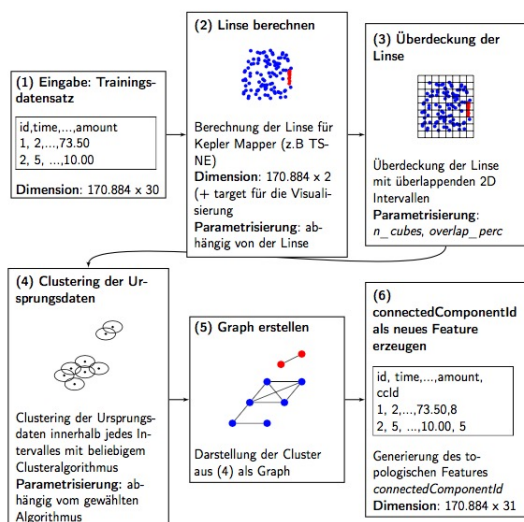 (1) Eingabe: Trainings-
datensatz
id,time,...,amount
1, 2,...,73.50
2, 5, ...,10.00
Dimension: 170.884 x 30
(2) Linse berechnen
Berechnung der Linse für
Kepler Mapper (z.B TS-
NE)
Dimension: 170.884 x 2
(+ target für die Visuali-
sierung
Parametrisierung: ab-
hängig von der Linse
(3) Überdeckung der
Linse
Überdeckung der Linse
mit überlappenden 2D
Intervallen
Parametrisierung:
n_cubes, overlap_perc
(4) Clustering der Ur-
sprungsdaten
Clustering der Ursprungs-
daten innerhalb jedes In-
tervalles mit beliebigem
Clusteralgorithmus
Parametrisierung: ab-
hängig vom gewählten
Algorithmus
(5) Graph erstellen
Darstellung der Cluster
aus (4) als Graph
(6)
connectedComponentId
als neues Feature
erzeugen
id, time,...,amount,
ccId
1, 2,...,73.50,8
2, 5, ...,10.00, 5
Generierung des to-
pologischen Features
connectedComponentId
Dimension: 170.884 x 31